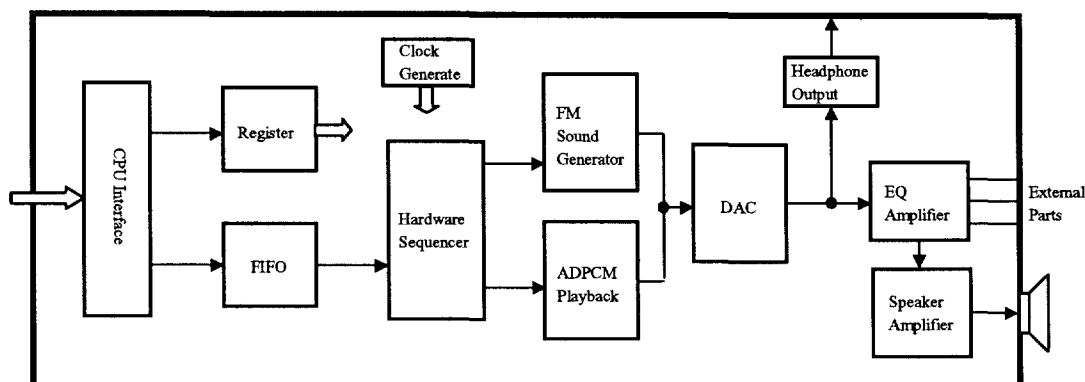 Clock
Generate
Headphone
Output
CPU Interface
Register
FIFO
Hardware
Sequencer
FM
Sound
Generator
ADPCM
Playback
DAC
EQ
Amplifier
External
Parts
Speaker
Amplifier